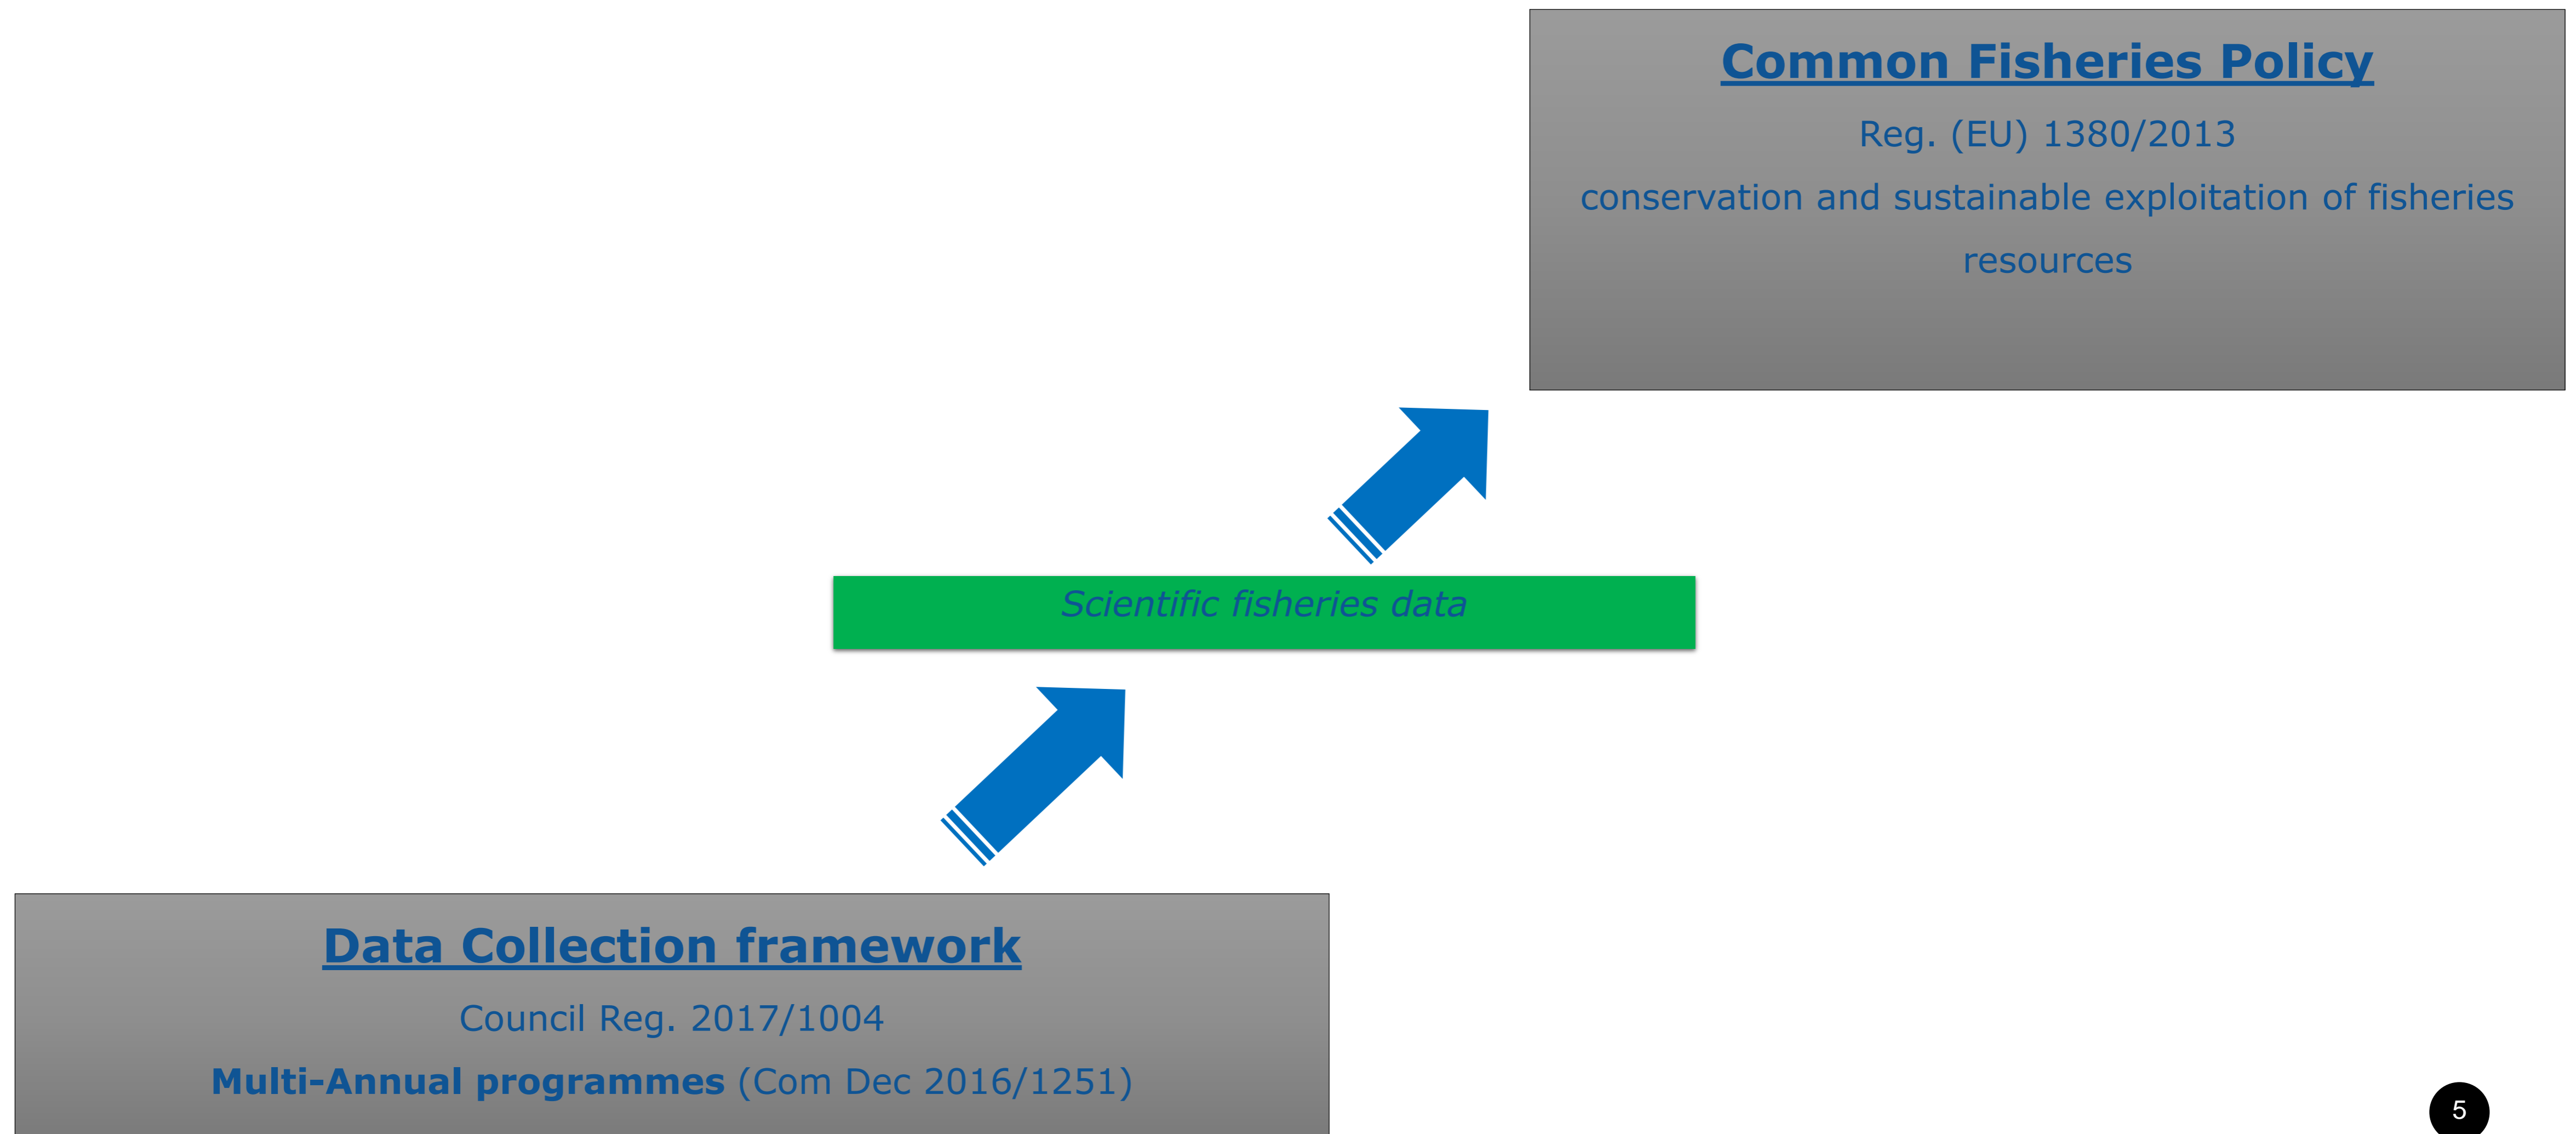 Common Fisheries Policy
Reg. (EU) 1380/2013
conservation and sustainable exploitation of fisheries
resources
Scientific fisheries data
Data Collection framework
Council Reg. 2017/1004
Multi-Annual programmes (Com Dec 2016/1251)
5